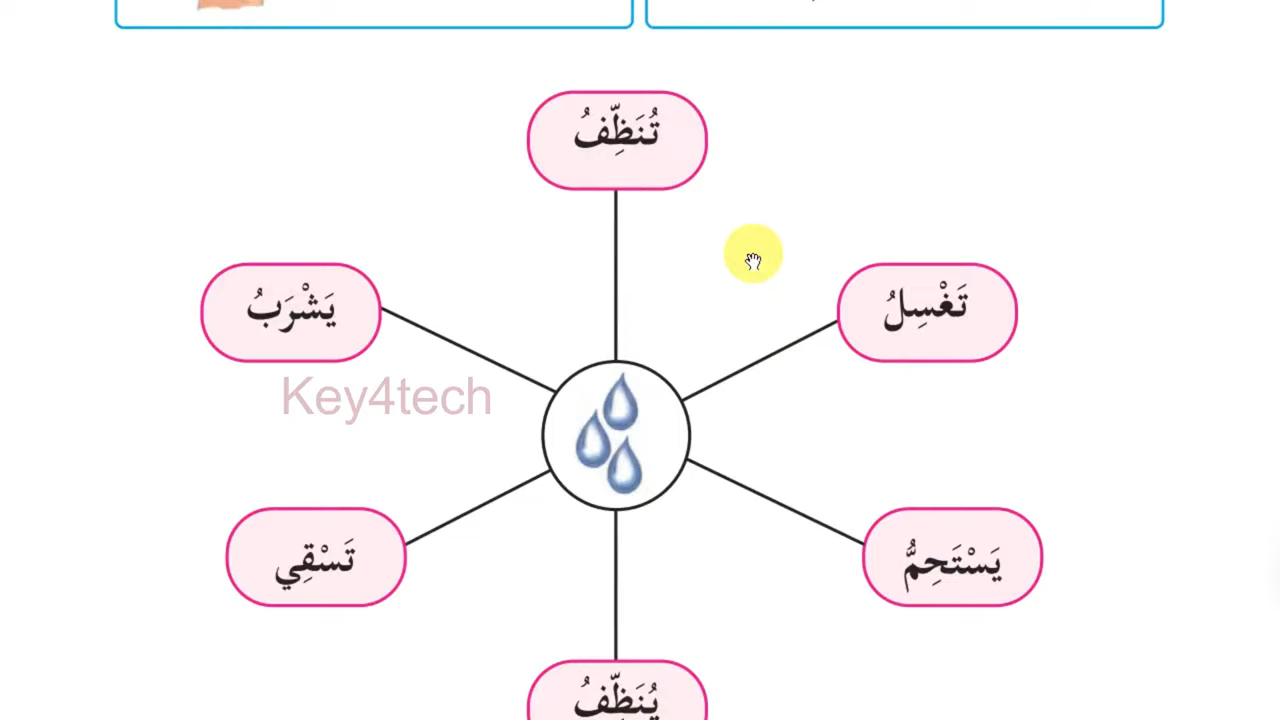 تُنَظِّفُ
تَغْسِلُ
يَشْرَبُ
Key4tech
يَسْتَحِمُّ
تَسْقِي
يُنَظِّفُ